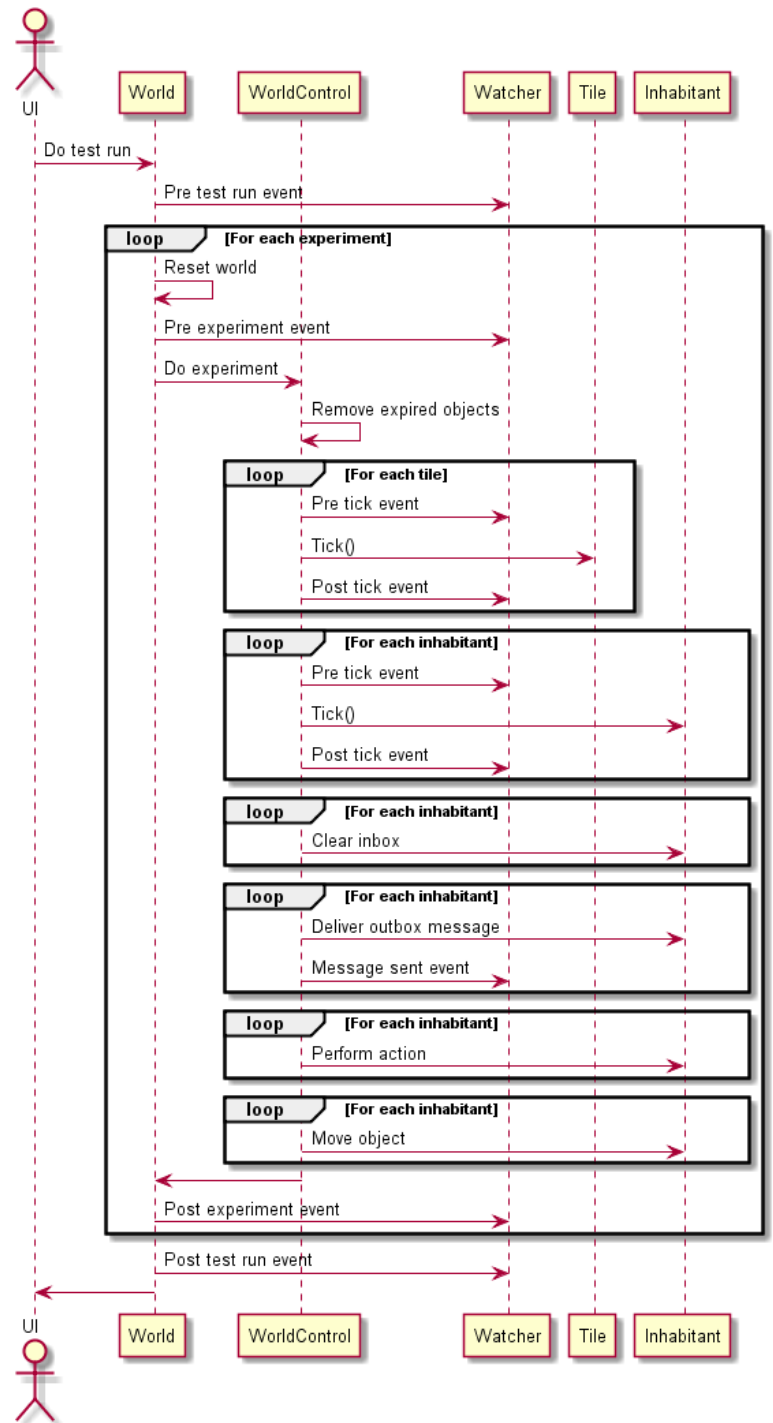 UI
World
WorldControl
Watcher
Tile
Inhabitant
Do test run
Pre test run event
loop [For each experiment]
Reset world
Pre experiment event
Do experiment
Remove expired objects
loop [For each tile]
Pre tick event
Tick()
Post tick event
loop [For each inhabitant]
Pre tick event
Tick()
Post tick event
loop [For each inhabitant]
Clear inbox
loop [For each inhabitant]
Deliver outbox message
Message sent event
loop [For each inhabitant]
Perform action
loop [For each inhabitant]
Move object
Post experiment event
Post test run event
UI
World
WorldControl
Watcher
Tile
Inhabitant